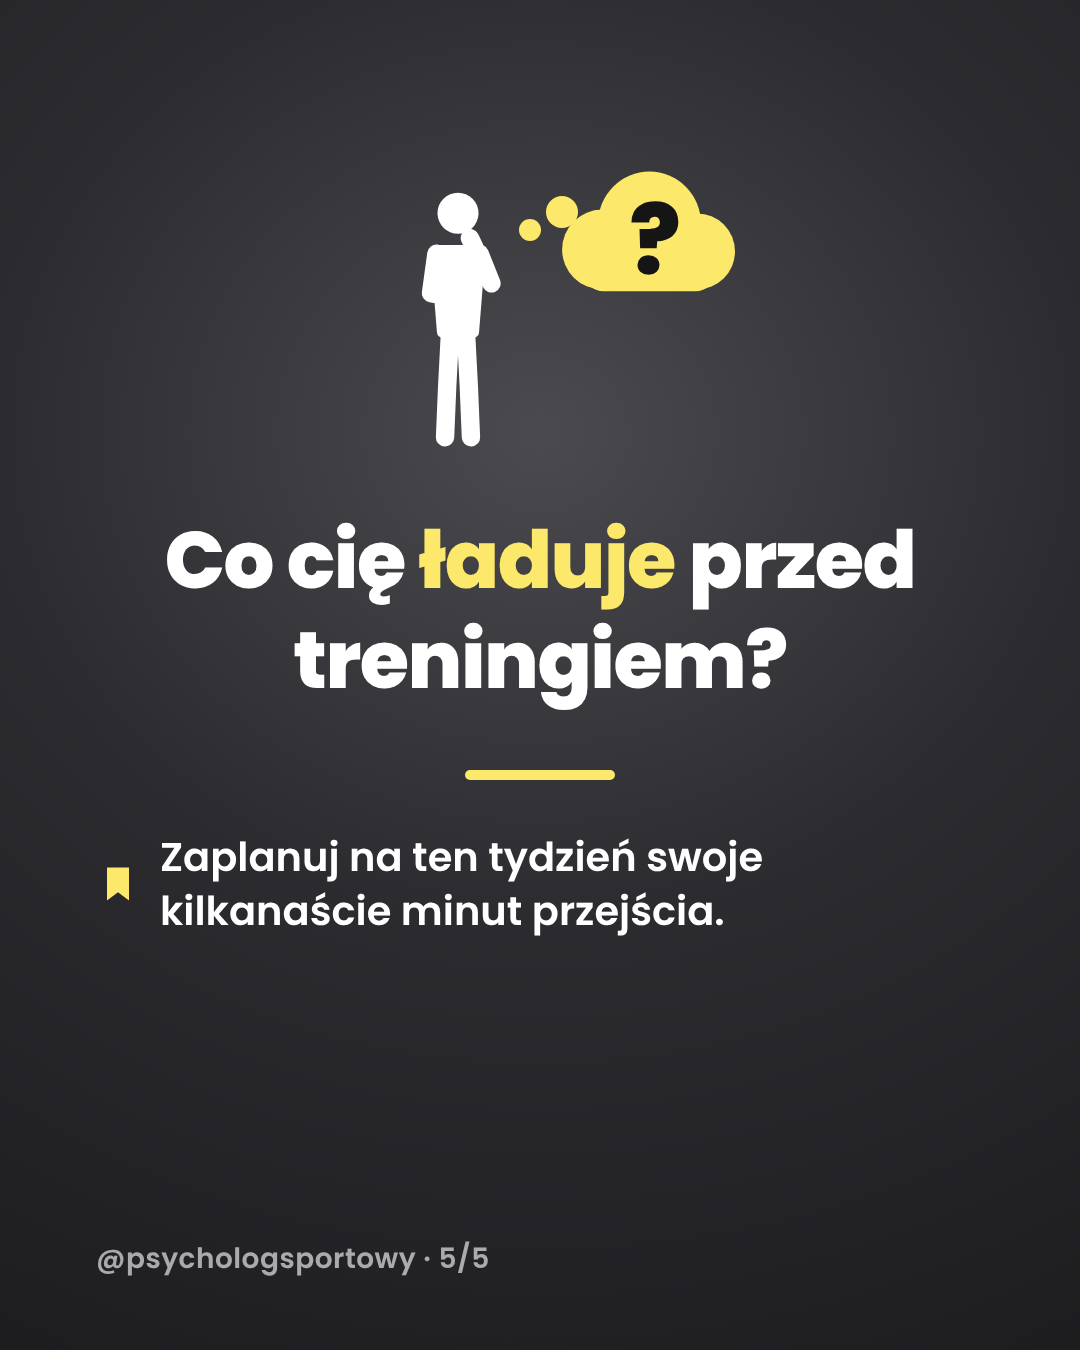 ?
Co cię ładuje przed
treningiem?
Zaplanuj na ten tydzień swoje
kilkanaście minut przejścia.
@psychologsportowy · 5/5